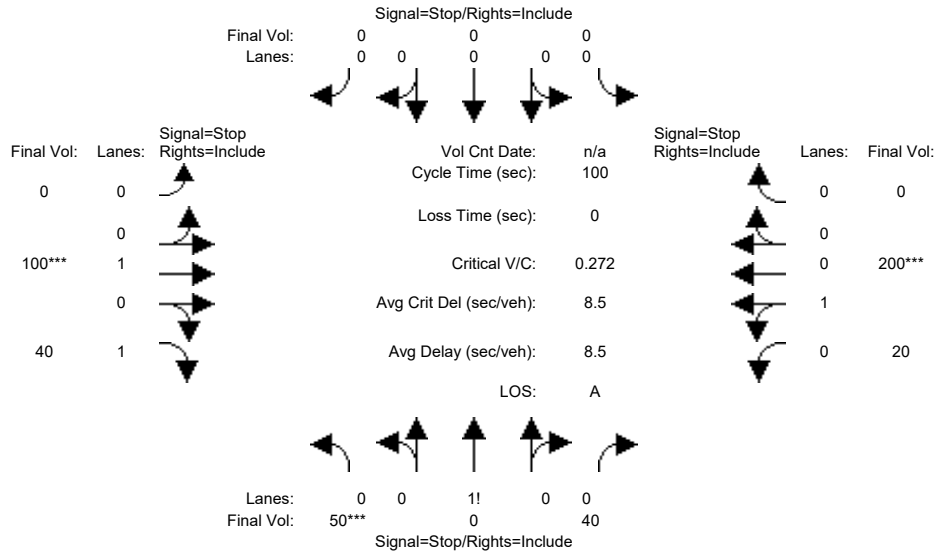 Signal=Stop/Rights=Include
Final Vol: 0 0 0
Lanes: 0 0 0 0 0
Signal=Stop Signal=Stop
Final Vol: Lanes: Rights=Include Vol Cnt Date: n/a Rights=Include Lanes: Final Vol:
Cycle Time (sec): 100
0 0 0 0
Loss Time (sec): 0
0 0
100*** 1 Critical V/C: 0.272 0 200***
0 Avg Crit Del (sec/veh): 8.5 1
40 1 Avg Delay (sec/veh): 8.5 0 20
LOS: A
Lanes: 0 0 1! 0 0
Final Vol: 50*** 0 40
Signal=Stop/Rights=Include